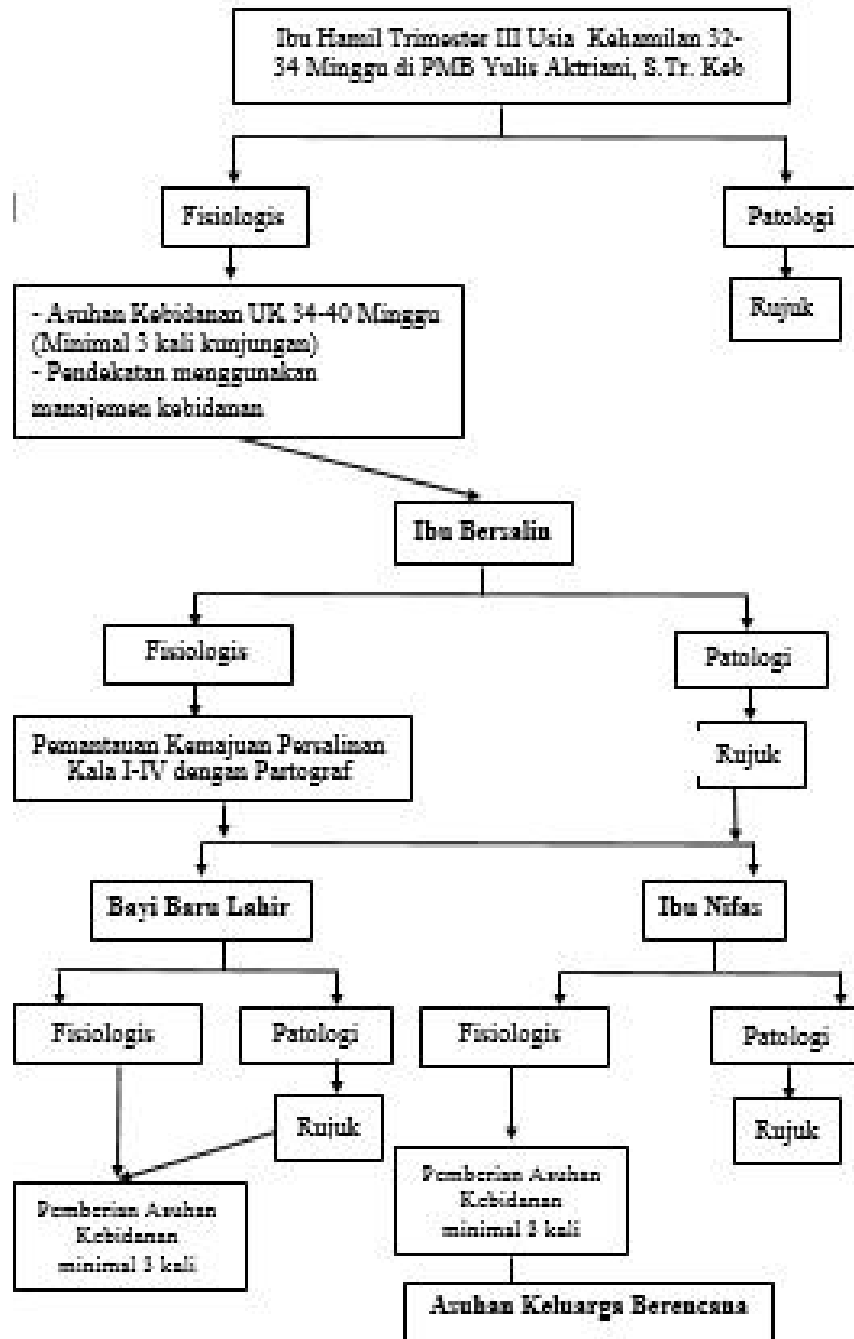 Ibu Hamil Trimester III Usia Kehamilan 32-
34 Minggu di PMB Yulis Aktriani, S.Tr. Keb
Fisiologis
Patologi
- Asuhan Kebidanan UK 34-40 Minggu
(Minimal 3 kali kunjungan)
- Pendekatan menggunakan
manajemen kebidanan
Rujuk
Ibu Bersalin
Fisiologis
Patologi
Pemantauan Kemajuan Persalinan
Kala I-IV dengan Partograf
Rujuk
Bayi Baru Lahir
Ibu Nifas
Fisiologis
Patologi
Fisiologis
Patologi
Rujuk
Rujuk
Pemberian Asuhan
Kebidanan
minimal 3 kali
Pemberian Asuhan
Kebidanan
minimal 3 kali
Asuhan Keluarga Berencana